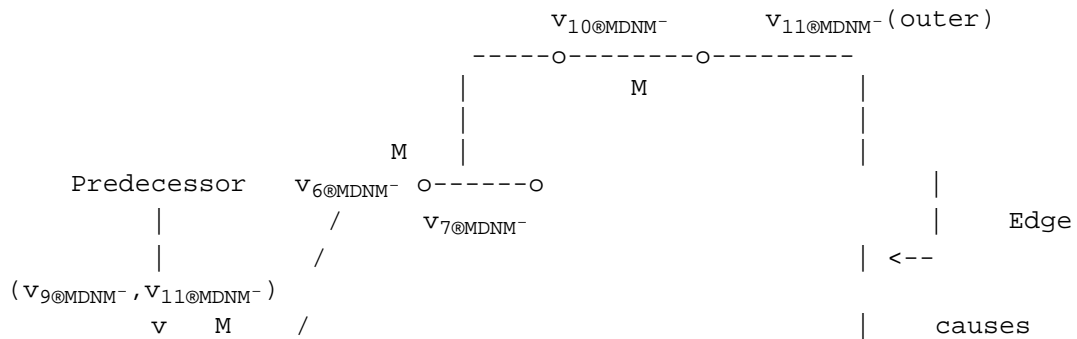 v10®MDNM-     v11®MDNM-(outer)
-----o--------o---------
|          M               |
|                          |
M   |                          |
Predecessor   v6®MDNM- o------o                          |
|          /     v7®MDNM-                          |     Edge
|         /                                   | <--
(v9®MDNM-,v11®MDNM-)
v   M    /                                   |    causes